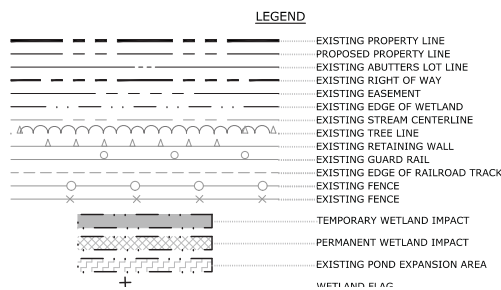 LEGEND
EXISTING PROPERTY LINE
PROPOSED PROPERTY LINE
EXISTING ABUTTERS LOT LINE
EXISTING RIGHT OF WAY
EXISTING EASEMENT
EXISTING EDGE OF WETLAND
EXISTING STREAM CENTERLINE
EXISTING TREE LINE
EXISTING RETAINING WALL
EXISTING GUARD RAIL
EXISTING EDGE OF RAILROAD TRACK
EXISTING FENCE
EXISTING FENCE
TEMPORARY WETLAND IMPACT
PERMANENT WETLAND IMPACT
EXISTING POND EXPANSION AREA
WETLAND FLAG